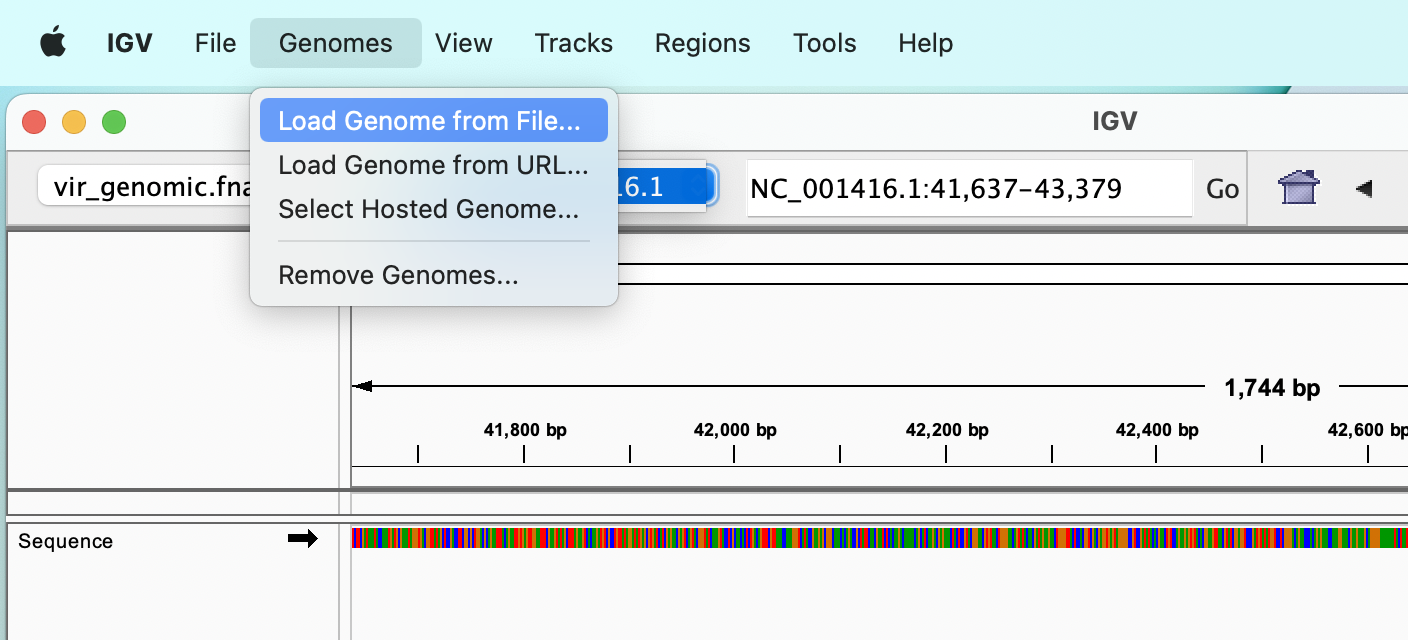 IGV File Genomes View Tracks Regions Tools Help
IGV
Load Genome from File...
Load Genome from URL...
Select Hosted Genome...
Remove Genomes...
vir_genomic.fna
6.1
NC_001416.1:41,637-43,379
Go
1,744 bp
41,800 bp 42,000 bp 42,200 bp 42,400 bp 42,600 bp
Sequence